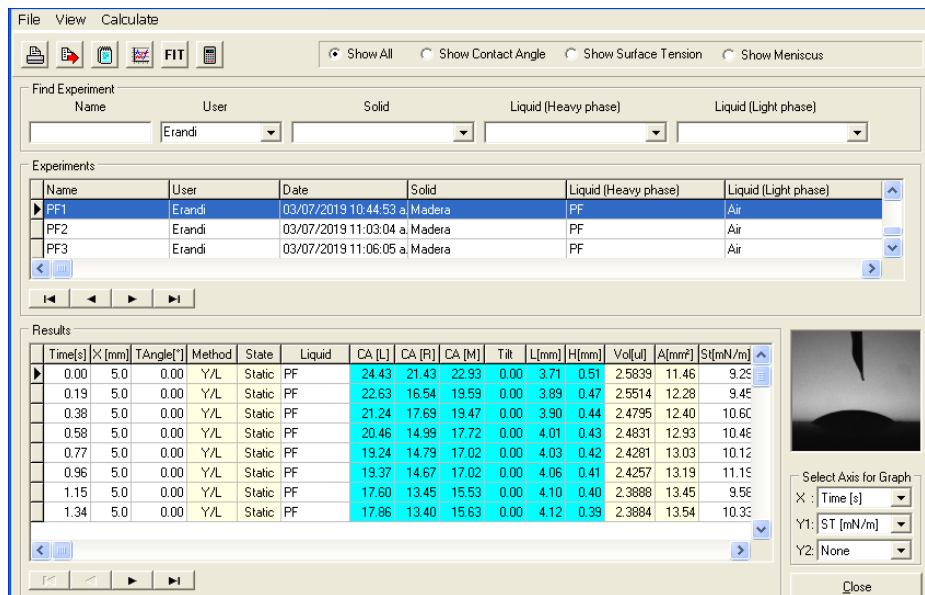 File View Calculate
FIT Show All Show Contact Angle Show Surface Tension Show Meniscus
Find Experiment
Name User Solid Liquid (Heavy phase) Liquid (Light phase)
Erandi
Experiments
Name User Date Solid Liquid (Heavy phase) Liquid (Light phase)
PF1 Erandi 03/07/2019 10:44:53 a. Madera PF Air
PF2 Erandi 03/07/2019 11:03:04 a. Madera PF Air
PF3 Erandi 03/07/2019 11:06:05 a. Madera PF Air
Results
Time[s] X [mm] TAngle[°] Method State Liquid CA [L] CA [R] CA [M] Tilt L[mm] H[mm] Vol[ul] A[mm²] St[mN/m]
0.00 5.0 0.00 Y/L Static PF 24.43 21.43 22.93 0.00 3.71 0.51 2.5839 11.46 9.29
0.19 5.0 0.00 Y/L Static PF 22.63 16.54 19.59 0.00 3.89 0.47 2.5514 12.28 9.45
0.38 5.0 0.00 Y/L Static PF 21.24 17.69 19.47 0.00 3.90 0.44 2.4795 12.40 10.60
0.58 5.0 0.00 Y/L Static PF 20.46 14.99 17.72 0.00 4.01 0.43 2.4831 12.93 10.48
0.77 5.0 0.00 Y/L Static PF 19.24 14.79 17.02 0.00 4.03 0.42 2.4281 13.03 10.12
0.96 5.0 0.00 Y/L Static PF 19.37 14.67 17.02 0.00 4.06 0.41 2.4257 13.19 11.19
1.15 5.0 0.00 Y/L Static PF 17.60 13.45 15.53 0.00 4.10 0.40 2.3888 13.45 9.58
1.34 5.0 0.00 Y/L Static PF 17.86 13.40 15.63 0.00 4.12 0.39 2.3884 13.54 10.33
Select Axis for Graph
X : Time [s]
Y1: ST [mN/m]
Y2: None
Close